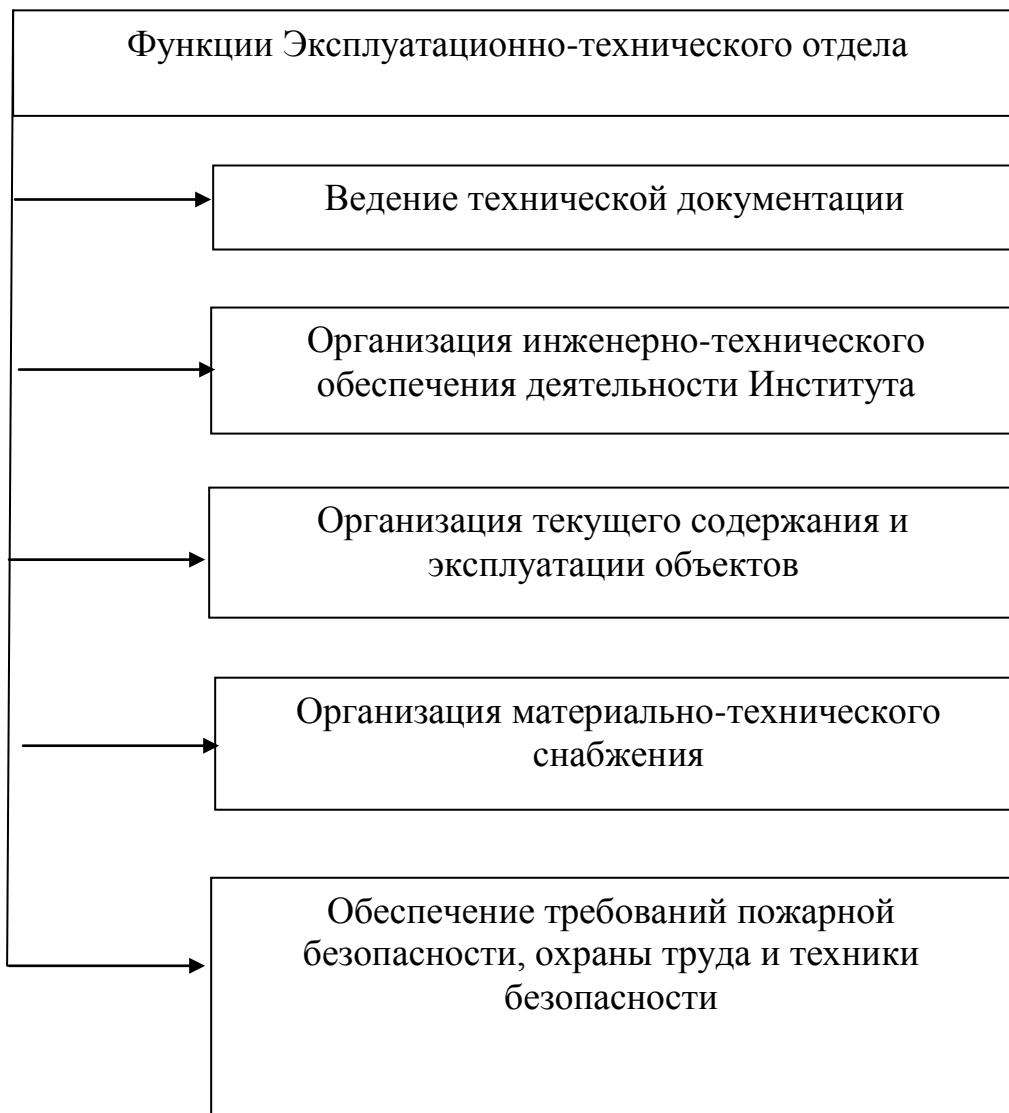 Функции Эксплуатационно-технического отдела
Ведение технической документации
Организация инженерно-технического
обеспечения деятельности Института
Организация текущего содержания и
эксплуатации объектов
Организация материально-технического
снабжения
Обеспечение требований пожарной
безопасности, охраны труда и техники
безопасности